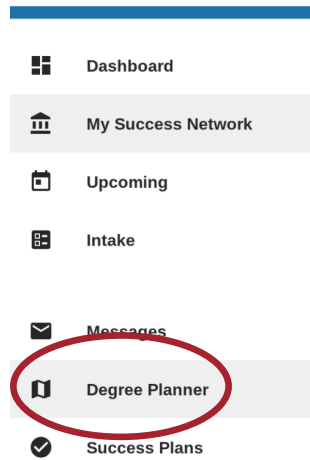 Dashboard
My Success Network
Upcoming
Intake
Messages
Degree Planner
Success Plans